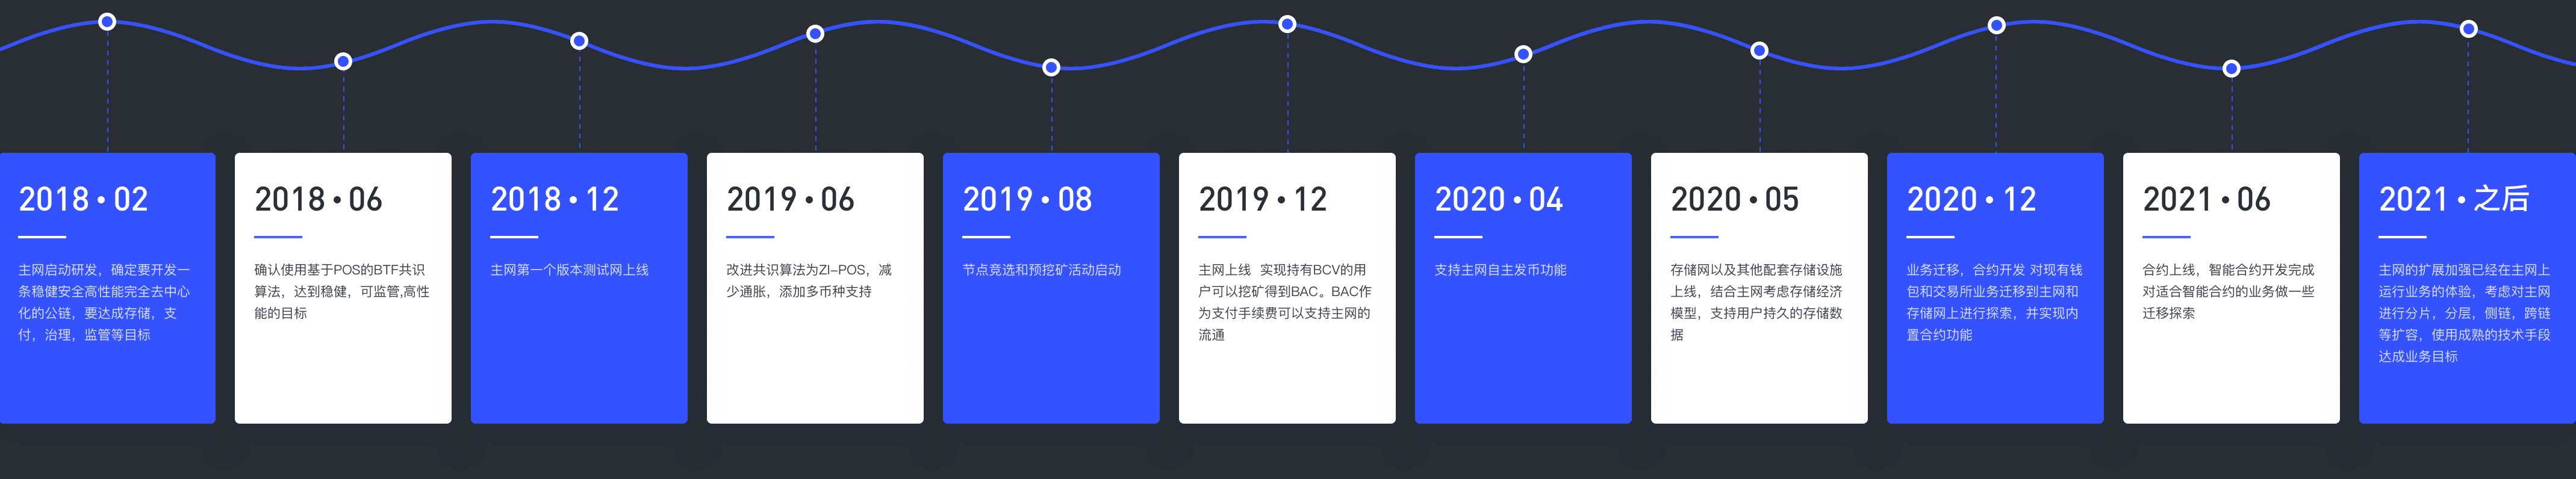 2018•02
主网启动研发，确定要开发一
条稳健安全高性能完全去中心
化的公链，要达成存储，支
付，治理，监管等目标
2018•06
确认使用基于POS的BTF共识
算法，达到稳健，可监管,高性
能的目标
2018•12
主网第一个版本测试网上线
2019•06
改进共识算法为ZI-POS，减
少通胀，添加多币种支持
2019•08
节点竞选和预挖矿活动启动
2019•12
主网上线  实现持有BCV的用
户可以挖矿得到BAC。BAC作
为支付手续费可以支持主网的
流通
2020•04
支持主网自主发币功能
2020•05
存储网以及其他配套存储设施
上线，结合主网考虑存储经济
模型，支持用户持久的存储数
据
2020•12
业务迁移，合约开发 对现有钱
包和交易所业务迁移到主网和
存储网上进行探索，并实现内
置合约功能
2021•06
合约上线，智能合约开发完成
对适合智能合约的业务做一些
迁移探索
2021•之后
主网的扩展加强已经在主网上
运行业务的体验，考虑对主网
进行分片，分层，侧链，跨链
等扩容，使用成熟的技术手段
达成业务目标